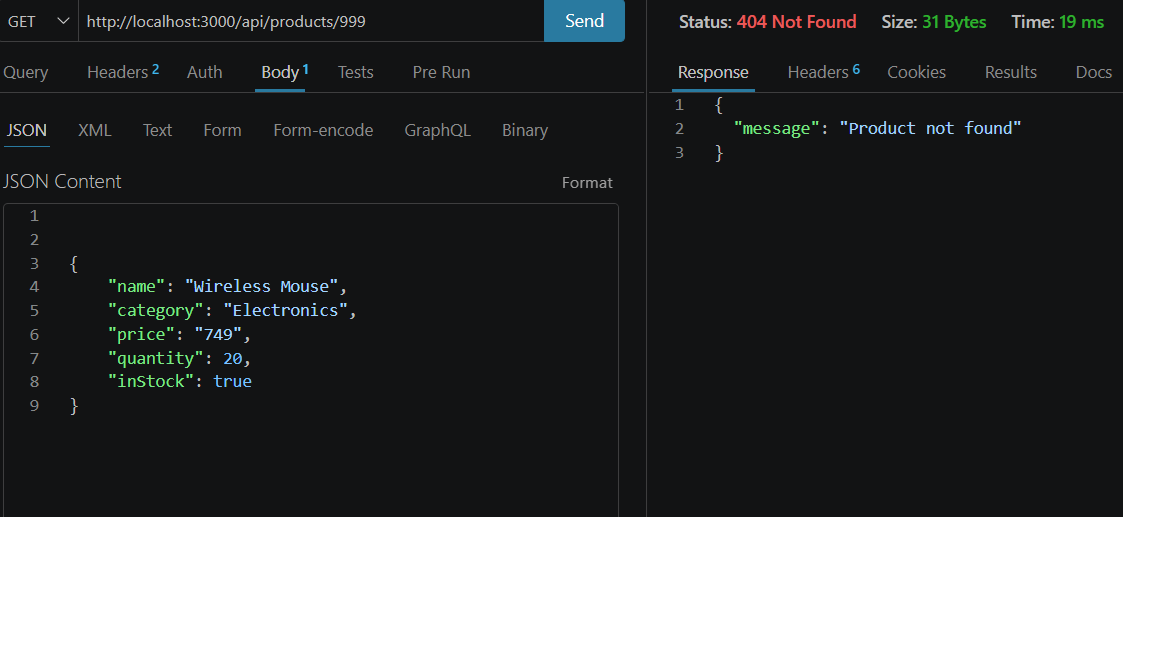 GET http://localhost:3000/api/products/999 Send
Query Headers 2 Auth Body 1 Tests Pre Run
JSON XML Text Form Form-encode GraphQL Binary
JSON Content Format
1
2
3 {
4 "name": "Wireless Mouse",
5 "category": "Electronics",
6 "price": "749",
7 "quantity": 20,
8 "inStock": true
9 }
Status: 404 Not Found Size: 31 Bytes Time: 19 ms
Response Headers 6 Cookies Results Docs
1 {
2 "message": "Product not found"
3 }